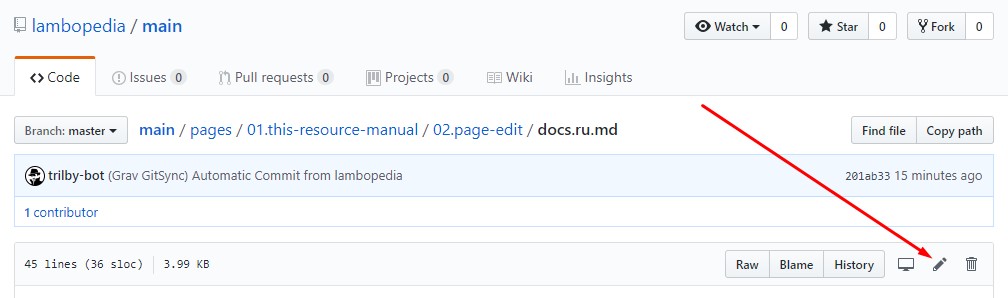 lambopedia / main
Watch 0 Star 0 Fork 0
Code Issues 0 Pull requests 0 Projects 0 Wiki Insights
Branch: master main / pages / 01.this-resource-manual / 02.page-edit / docs.ru.md Find file Copy path
trilby-bot (Grav GitSync) Automatic Commit from lambopedia 201ab33 15 minutes ago
1 contributor
45 lines (36 sloc) 3.99 KB Raw Blame History